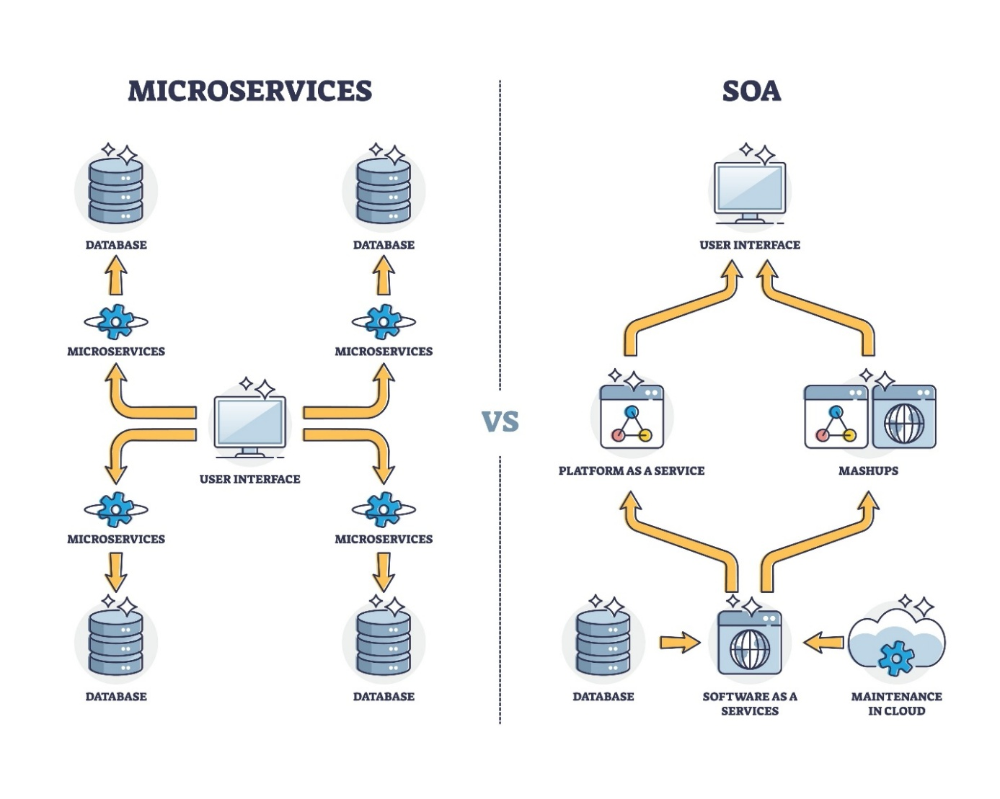 MICROSERVICES
DATABASE
DATABASE
MICROSERVICES
MICROSERVICES
USER INTERFACE
MICROSERVICES
MICROSERVICES
DATABASE
DATABASE
VS
SOA
USER INTERFACE
PLATFORM AS A SERVICE
MASHUPS
DATABASE
SOFTWARE AS A
SERVICES
MAINTENANCE
IN CLOUD